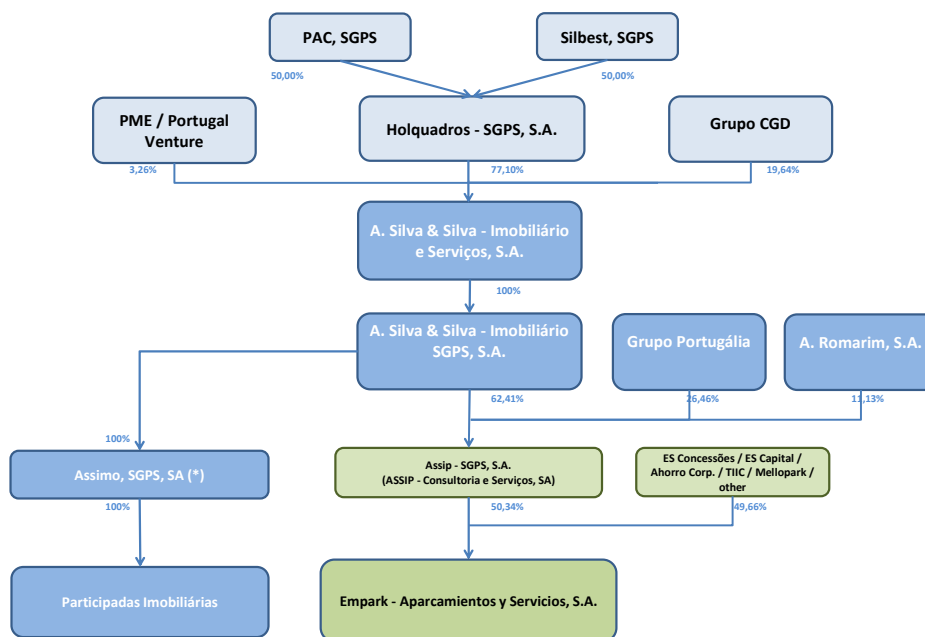 PAC, SGPS
Silbest, SGPS
50,00%
50,00%
PME / Portugal
Venture
Holquadros - SGPS, S.A.
Grupo CGD
3,26%
77,10%
19,64%
A. Silva & Silva - Imobiliário
e Serviços, S.A.
100%
A. Silva & Silva - Imobiliário
SGPS, S.A.
Grupo Portugália
A. Romarim, S.A.
62,41%
26,46%
11,13%
100%
Assimo, SGPS, SA (*)
Assip - SGPS, S.A.
(ASSIP - Consultoria e Serviços, SA)
ES Concessões / ES Capital /
Ahorro Corp. / TIIC / Mellopark /
other
100%
50,34%
49,66%
Participadas Imobiliárias
Empark - Aparcamientos y Servicios, S.A.